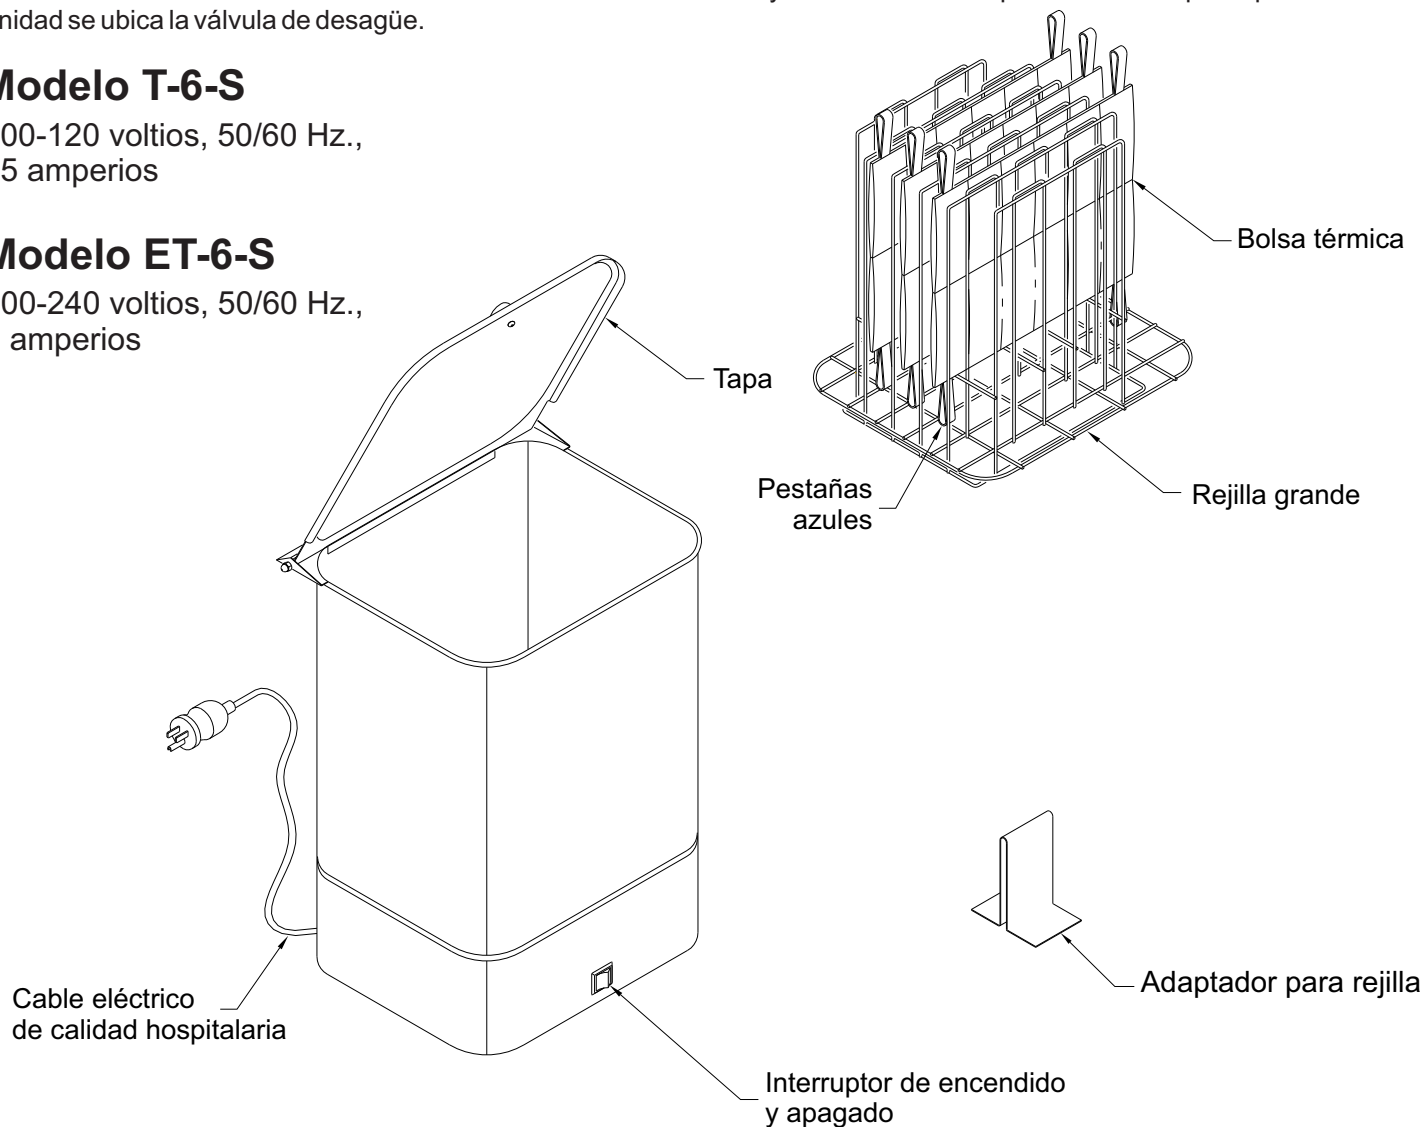 nidad se ubica la válvula de desagüe.
Modelo T-6-S
00-120 voltios, 50/60 Hz.,
5 amperios
Modelo ET-6-S
00-240 voltios, 50/60 Hz.,
amperios
Tapa
Bolsa térmica
Pestañas
azules
Rejilla grande
Adaptador para rejilla
Cable eléctrico
de calidad hospitalaria
Interruptor de encendido
y apagado